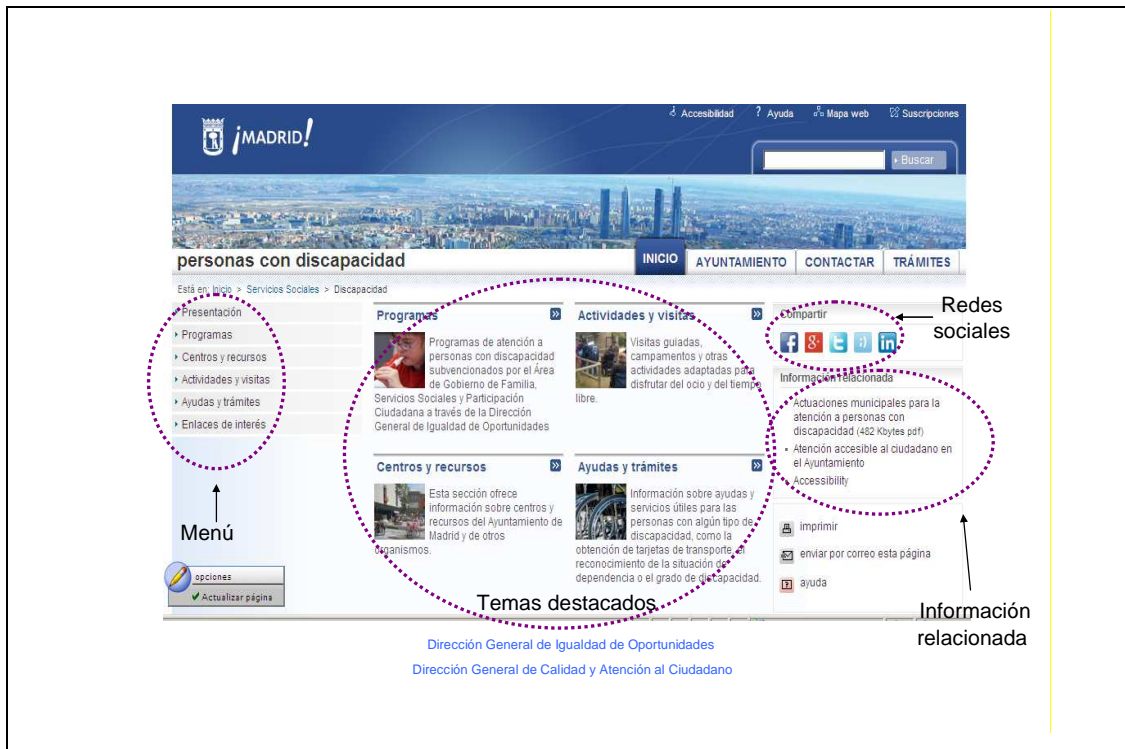 Accesibilidad ? Ayuda Mapa web Suscripciones
¡MADRID!
Buscar
personas con discapacidad
INICIO AYUNTAMIENTO CONTACTAR TRÁMITES
Está en: Inicio > Servicios Sociales > Discapacidad
Presentación
Programas
Centros y recursos
Actividades y visitas
Ayudas y trámites
Enlaces de interés
Menú
opciones
Actualizar página
Programas
Programas de atención a
personas con discapacidad
subvencionados por el Área
de Gobierno de Familia,
Servicios Sociales y Participación
Ciudadana a través de la Dirección
General de Igualdad de Oportunidades
Actividades y visitas
Visitas guiadas,
campamentos y otras
actividades adaptadas para
disfrutar del ocio y del tiempo
libre.
Centros y recursos
Esta sección ofrece
información sobre centros y
recursos del Ayuntamiento de
Madrid y de otros
organismos.
Ayudas y trámites
Información sobre ayudas y
servicios útiles para las
personas con algún tipo de
discapacidad, como la
obtención de tarjetas de transporte, el
reconocimiento de la situación de
dependencia o el grado de discapacidad.
Temas destacados
Compartir
Redes
sociales
Información relacionada
Actuaciones municipales para la
atención a personas con
discapacidad (482 Kbytes pdf)
Atención accesible al ciudadano en
el Ayuntamiento
Accessibility
imprimir
enviar por correo esta página
ayuda
Información
relacionada
Dirección General de Igualdad de Oportunidades
Dirección General de Calidad y Atención al Ciudadano